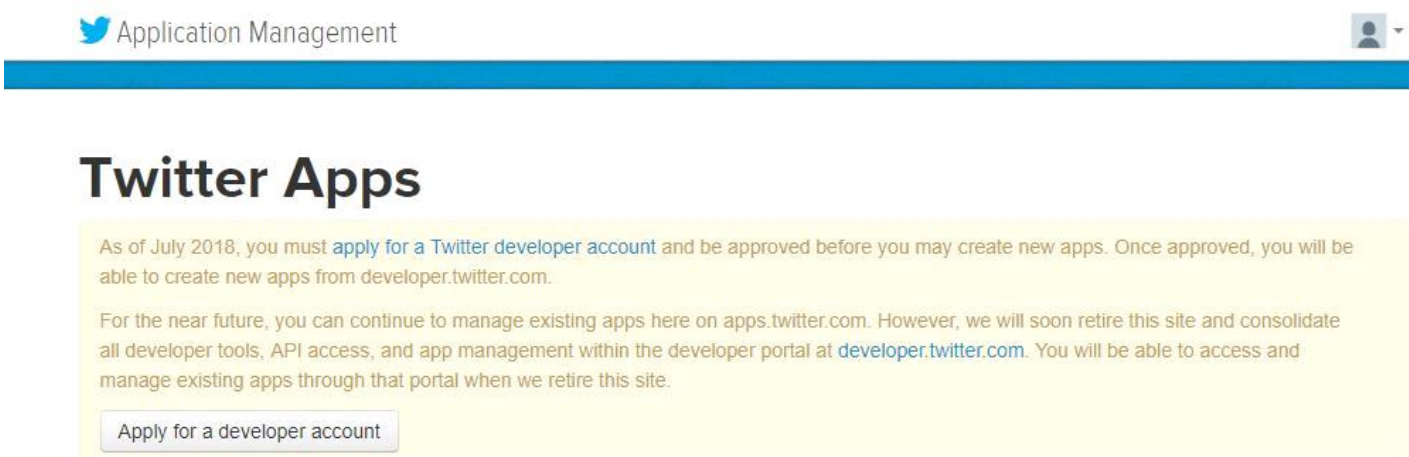 Application Management
Twitter Apps
As of July 2018, you must apply for a Twitter developer account and be approved before you may create new apps. Once approved, you will be
able to create new apps from developer.twitter.com.
For the near future, you can continue to manage existing apps here on apps.twitter.com. However, we will soon retire this site and consolidate
all developer tools, API access, and app management within the developer portal at developer.twitter.com. You will be able to access and
manage existing apps through that portal when we retire this site.
Apply for a developer account